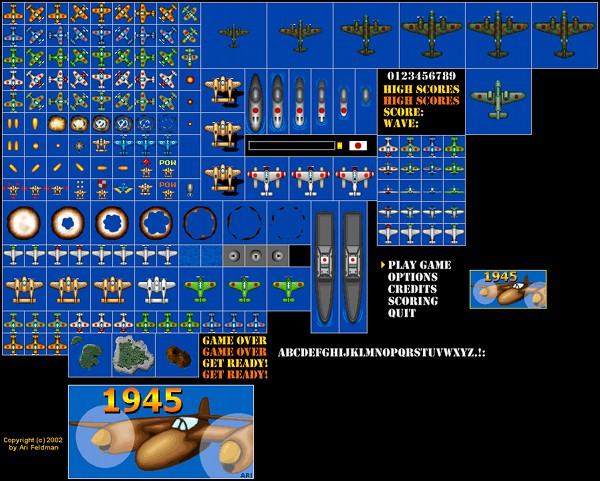 0123456789
HIGH SCORES
HIGH SCORES
SCORE:
WAVE:
POW
POW
PLAY GAME
OPTIONS
CREDITS
SCORING
QUIT
1945
GAME OVER
GAME OVER
GET READY!
GET READY!
ABCDEFGHIJKLMNOPQRSTUVWXYZ.!:
1945
Copyright (c) 2002
by Ari Feldman
ARI